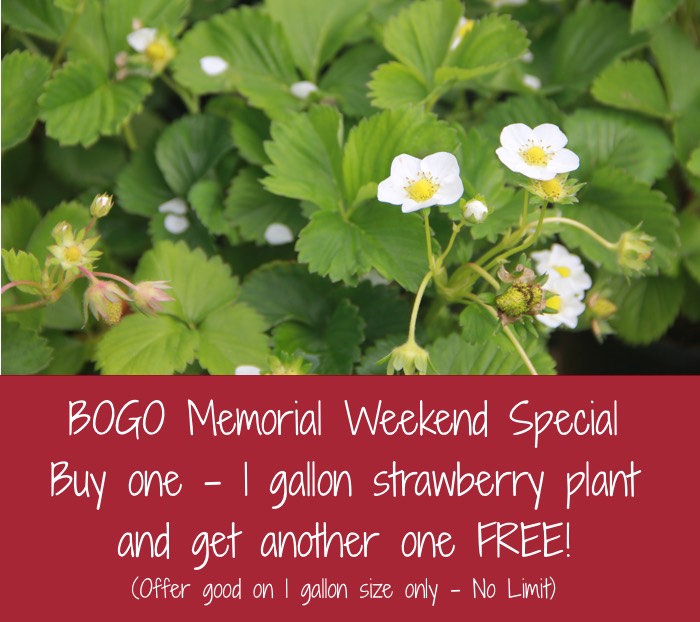 BOGO Memorial Weekend Special
Buy one - 1 gallon strawberry plant
and get another one FREE!
(Offer good on 1 gallon size only - No Limit)